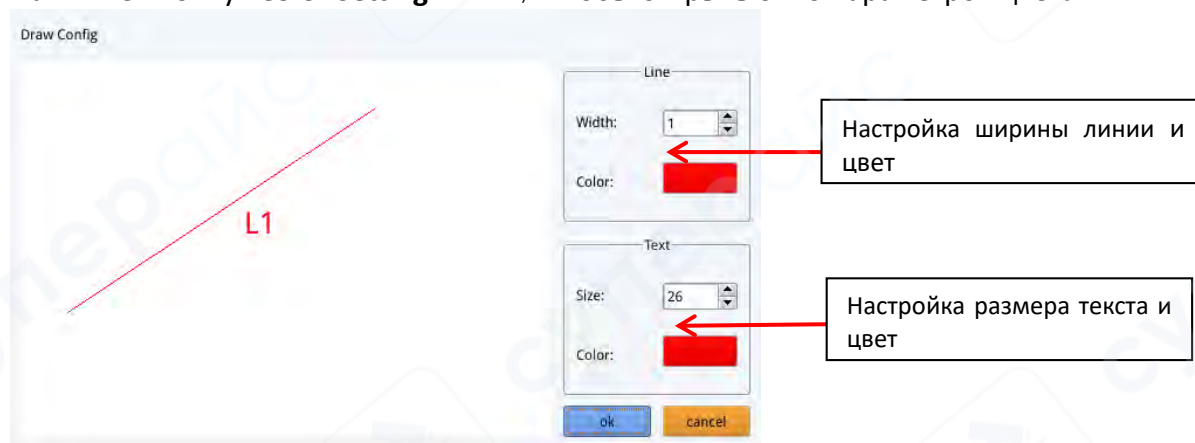 Draw Config
Line
Width:
1
Color:
Настройка ширины линии и
цвет
L1
Text
Size:
26
Color:
Настройка размера текста и
цвет
ok
cancel